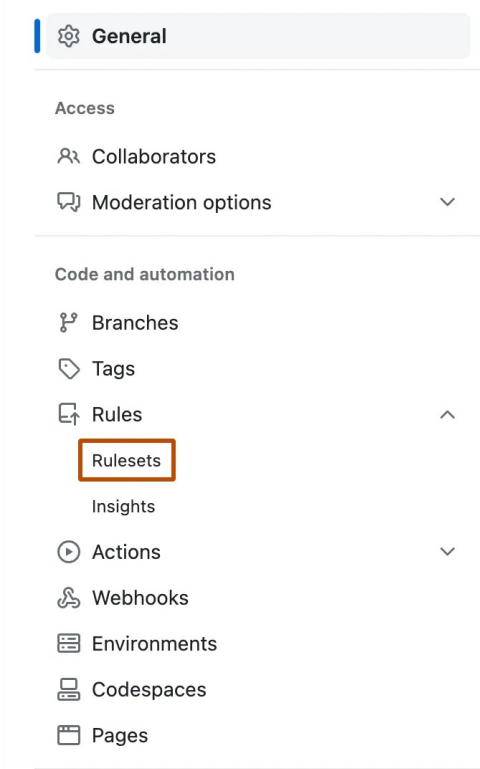 General
Access
Collaborators
Moderation options
Code and automation
Branches
Tags
Rules
Rulesets
Insights
Actions
Webhooks
Environments
Codespaces
Pages